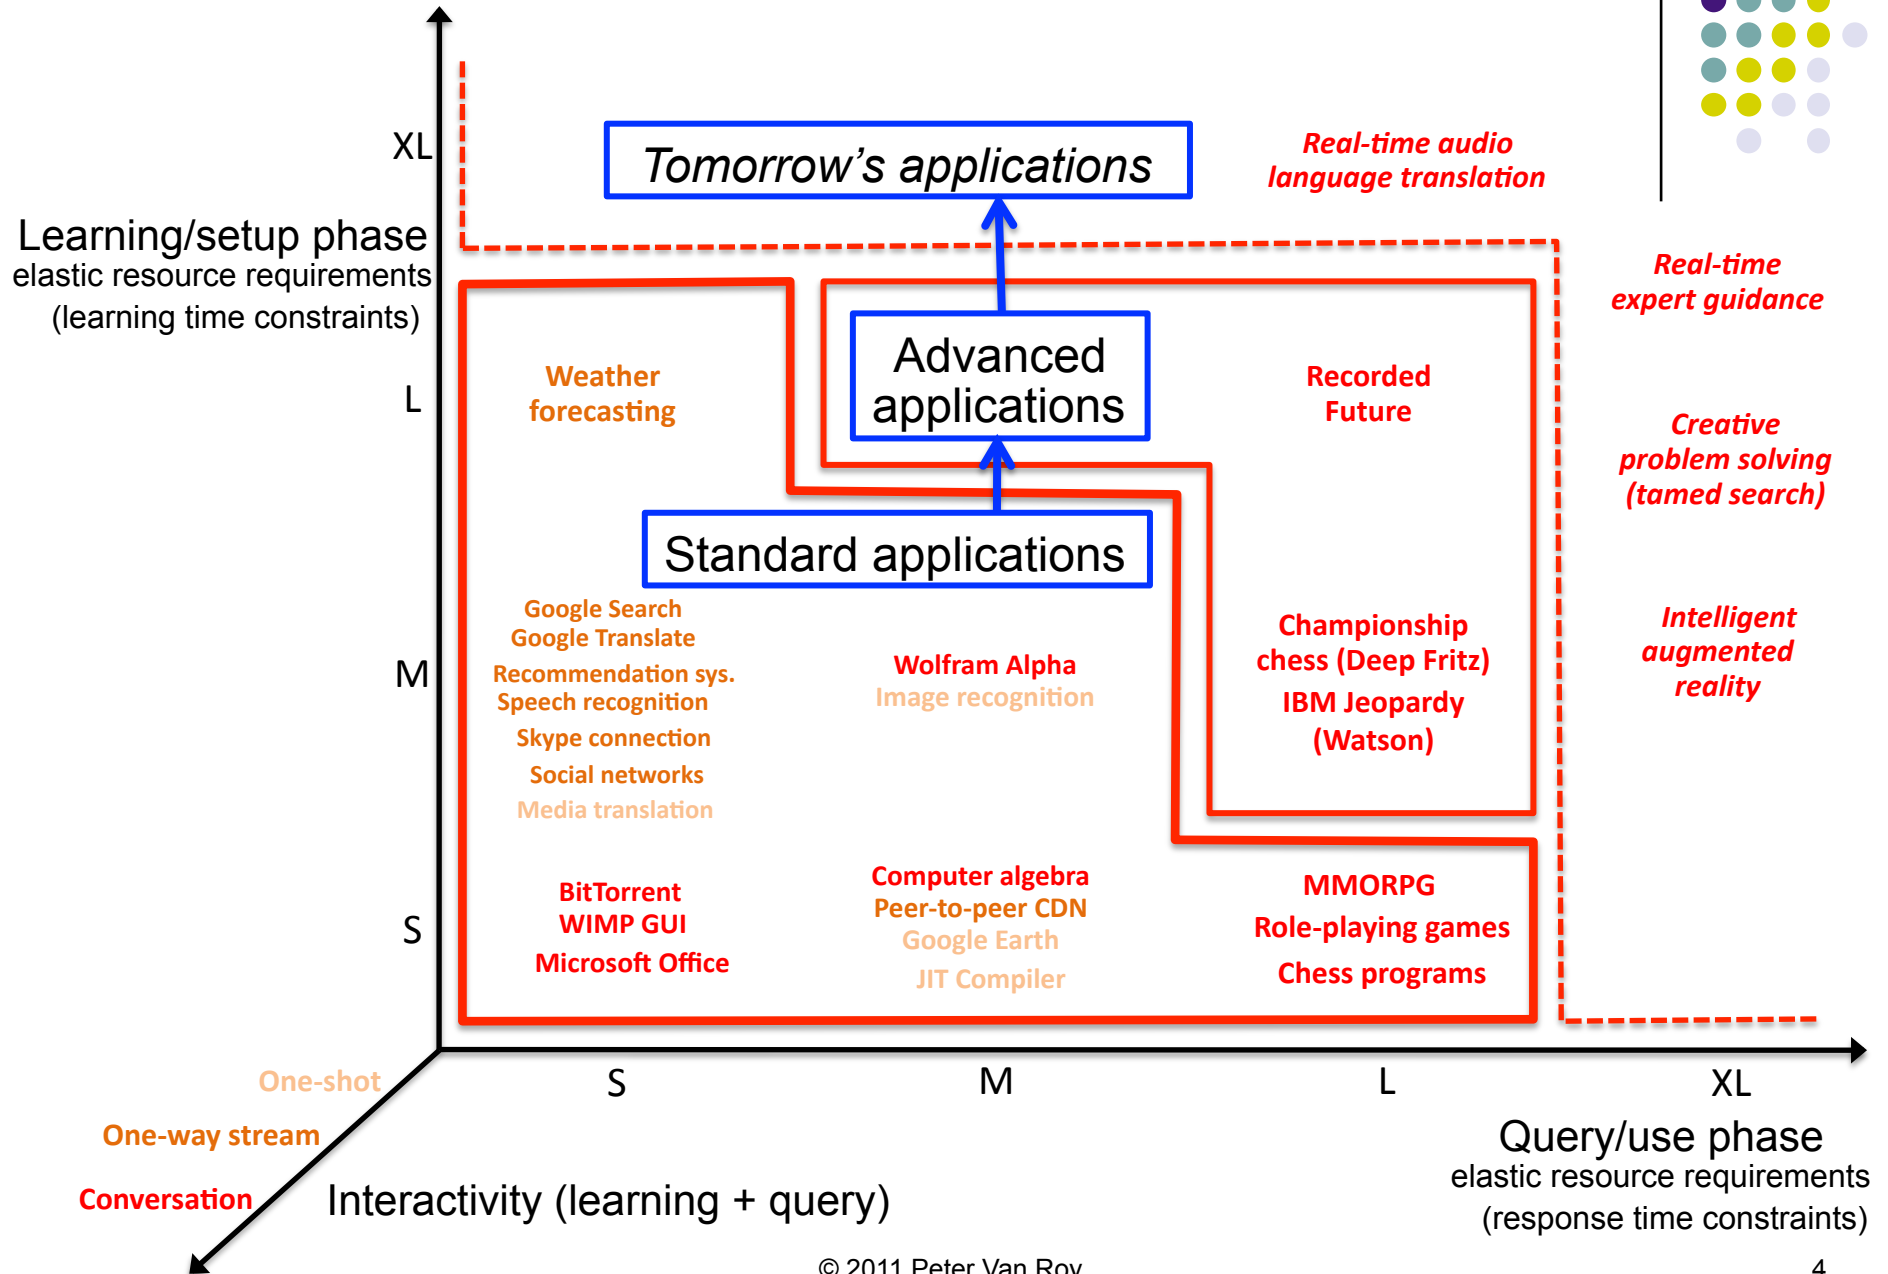 XL
Tomorrow's applications
Real-time audio
language translation
Learning/setup phase
elastic resource requirements
(learning time constraints)
Real-time
expert guidance
L
Weather
forecasting
Advanced
applications
Recorded
Future
Creative
problem solving
(tamed search)
Standard applications
M
Google Search
Google Translate
Recommendation sys.
Speech recognition
Skype connection
Social networks
Media translation
Wolfram Alpha
Image recognition
Championship
chess (Deep Fritz)
IBM Jeopardy
(Watson)
Intelligent
augmented
reality
S
BitTorrent
WIMP GUI
Microsoft Office
Computer algebra
Peer-to-peer CDN
Google Earth
JIT Compiler
MMORPG
Role-playing games
Chess programs
S
M
L
XL
One-shot
One-way stream
Conversation
Interactivity (learning + query)
Query/use phase
elastic resource requirements
(response time constraints)
© 2011 Peter Van Roy
4